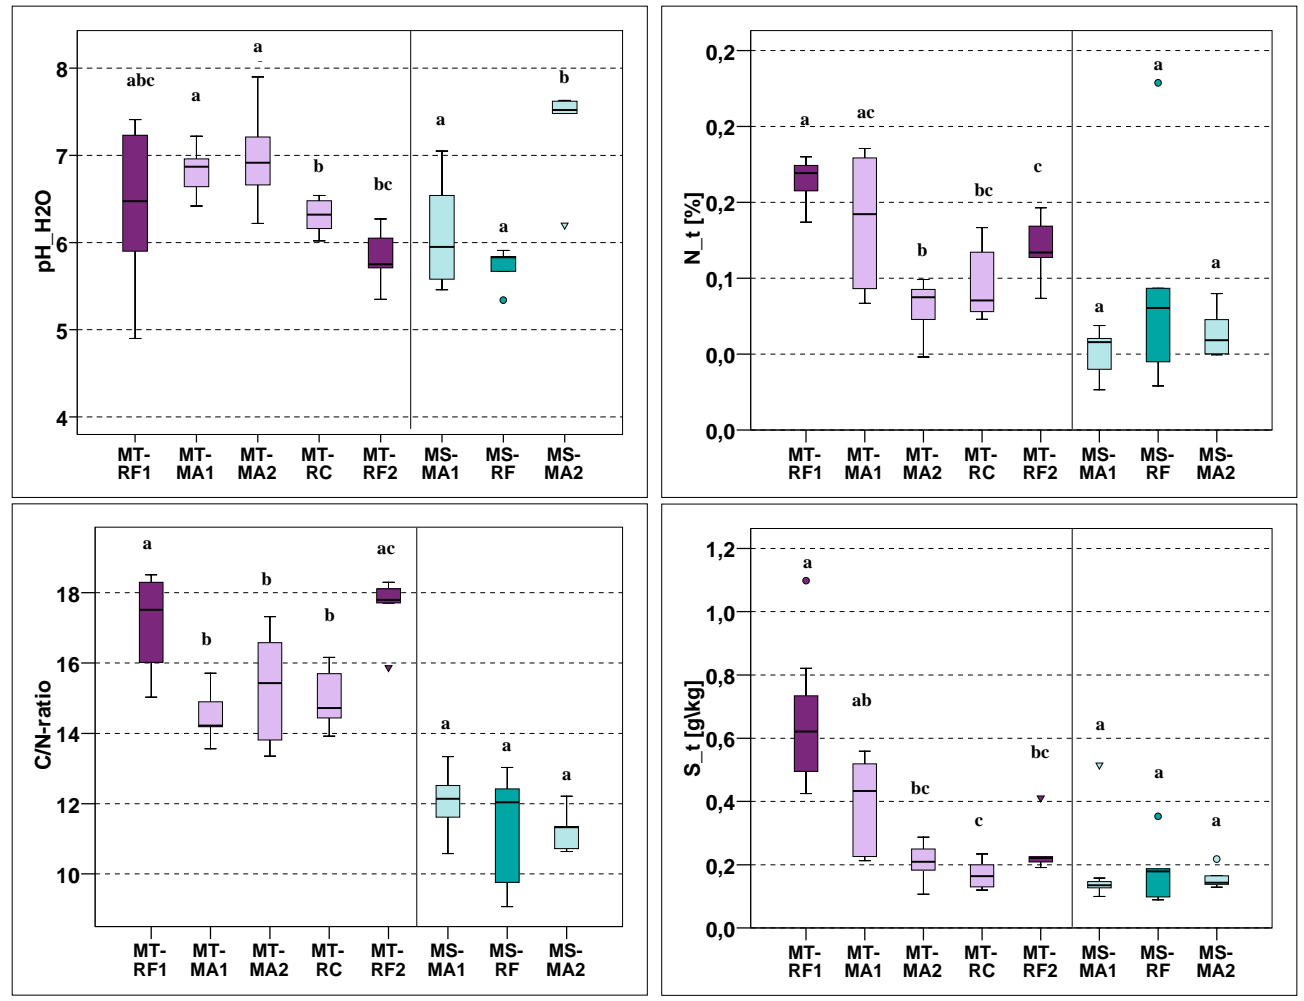 a
abc
a
a
b
bc
a
a
b
8
7
6
5
4
pH_H2O
MT- MT- MT- MT- MT- MS- MS- MS-
RF1 MA1 MA2 RC RF2 MA1 RF MA2
0,2
0,2
0,2
0,1
0,0
0,0
N_t [%]
a
ac
b
bc
c
a
a
a
MT- MT- MT- MT- MT- MS- MS- MS-
RF1 MA1 MA2 RC RF2 MA1 RF MA2
18
16
14
12
10
C/N-ratio
a
b
b
b
ac
a
a
a
MT- MT- MT- MT- MT- MS- MS- MS-
RF1 MA1 MA2 RC RF2 MA1 RF MA2
1,2
1,0
0,8
0,6
0,4
0,2
0,0
S_t [g\kg]
a
ab
bc
c
bc
a
a
a
MT- MT- MT- MT- MT- MS- MS- MS-
RF1 MA1 MA2 RC RF2 MA1 RF MA2